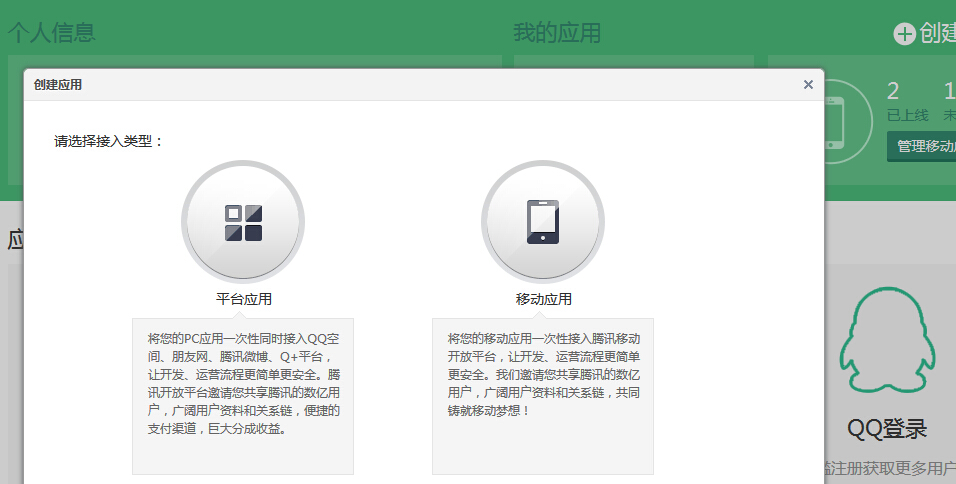 个人信息
我的应用
创建
创建应用
2
1
已上线
未
管理移动应
请选择接入类型：
应
平台应用
移动应用
将您的PC应用一次性同时接入QQ空
间、朋友网、腾讯微博、Q+平台，
让开发、运营流程更简单更安全。腾
讯开放平台邀请您共享腾讯的数亿用
户，广阔用户资料和关系链，便捷的
支付渠道，巨大分成收益。
将您的移动应用一次性接入腾讯移动
开放平台，让开发、运营流程更简单
更安全。我们邀请您共享腾讯的数亿
用户，广阔用户资料和关系链，共同
铸就移动梦想！
QQ登录
注册获取更多用户